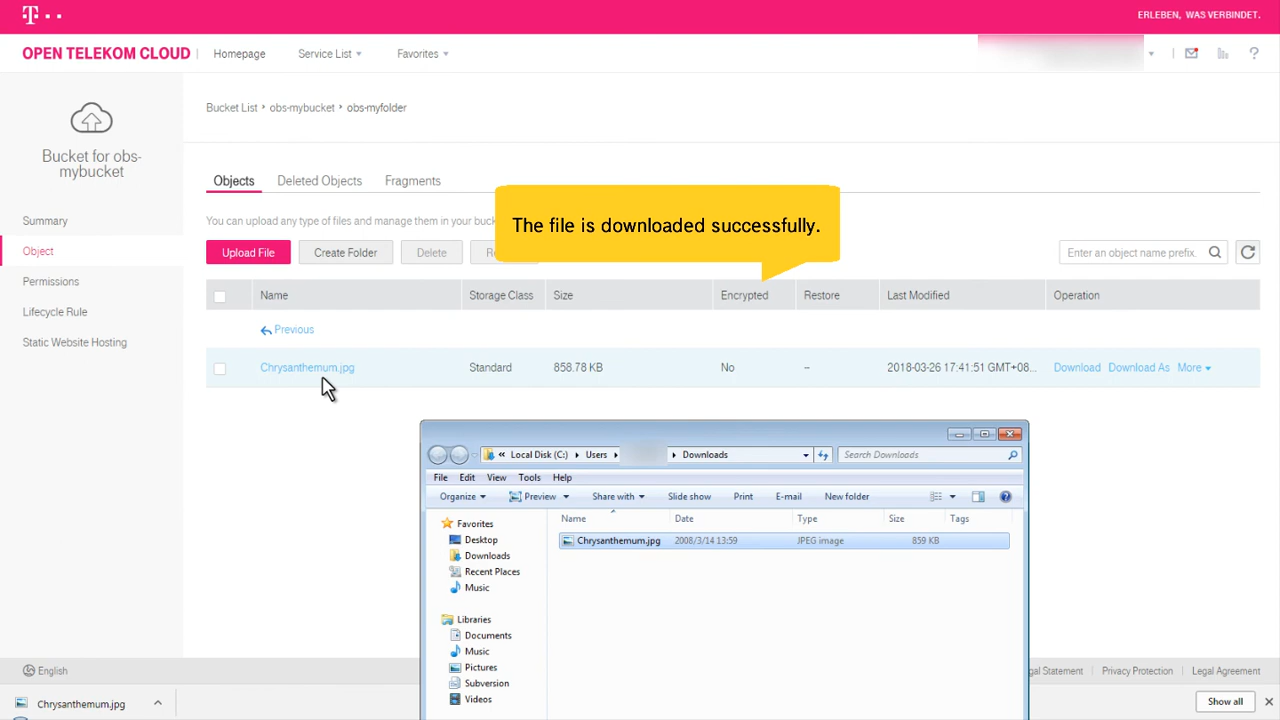 T
ERLEBEN, WAS VERBINDET.
OPEN TELEKOM CLOUD Homepage Service List Favorites ?
Bucket List > obs-mybucket > obs-myfolder
Bucket for obs-
mybucket
Summary
Object
Permissions
Lifecycle Rule
Static Website Hosting
Objects Deleted Objects Fragments
You can upload any type of files and manage them in your
The file is downloaded successfully.
Upload File Create Folder Delete Enter an object name prefix.
Name Storage Class Size Encrypted Restore Last Modified Operation
Previous
Chrysanthemum.jpg Standard 858.78 KB No – 2018-03-26 17:41:51 GMT+08... Download Download As More
« Local Disk (C:) Users Downloads Search Downloads
File Edit View Tools Help
Organize Preview Share with Slide show Print E-mail New folder
Name Date Type Size Tags
Chrysanthemum.jpg 2008/3/14 13:59 JPEG image 859 KB
Favorites
Desktop
Downloads
Recent Places
Music
Libraries
Documents
Music
Pictures
Subversion
Videos
English
Statement Privacy Protection Legal Agreement
Chrysanthemum.jpg Show all